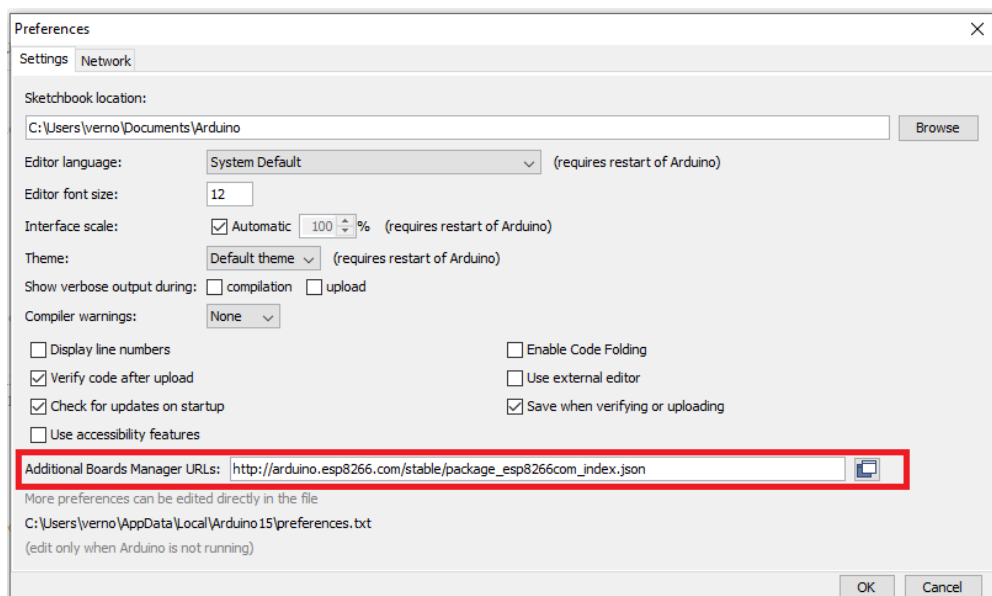 Preferences
Settings Network
Sketchbook location:
C:\Users\verno\Documents\Arduino Browse
Editor language: System Default (requires restart of Arduino)
Editor font size: 12
Interface scale: Automatic 100 % (requires restart of Arduino)
Theme: Default theme (requires restart of Arduino)
Show verbose output during: compilation upload
Compiler warnings: None
Display line numbers Enable Code Folding
Verify code after upload Use external editor
Check for updates on startup Save when verifying or uploading
Use accessibility features
Additional Boards Manager URLs: http://arduino.esp8266.com/stable/package_esp8266com_index.json
More preferences can be edited directly in the file
C:\Users\verno\AppData\Local\Arduino15\preferences.txt
(edit only when Arduino is not running)
OK Cancel